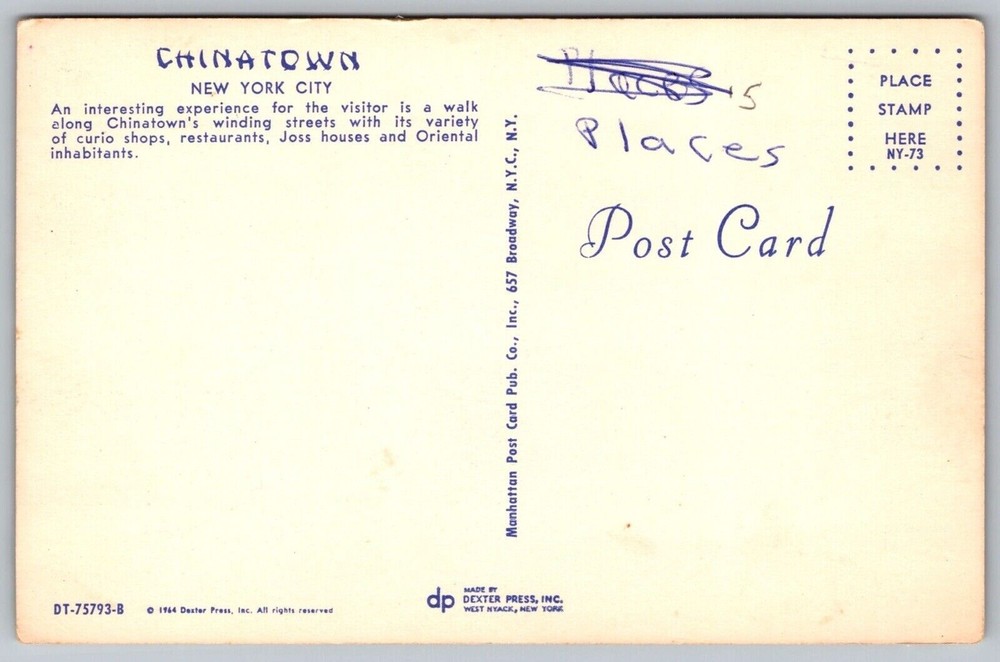 CHINATOWN
NEW YORK CITY
An interesting experience for the visitor is a walk
along Chinatown's winding streets with its variety
of curio shops, restaurants, Joss houses and Oriental
inhabitants.
DT-75793-B
© 1964 Dexter Press, Inc. All rights reserved
Manhattan Post Card Pub. Co., Inc., 657 Broadway, N.Y.C., N.Y.
dp
MADE BY
DEXTER PRESS, INC.
WEST NYACK, NEW YORK
Places 5
Places
Post Card
PLACE
STAMP
HERE
NY-73